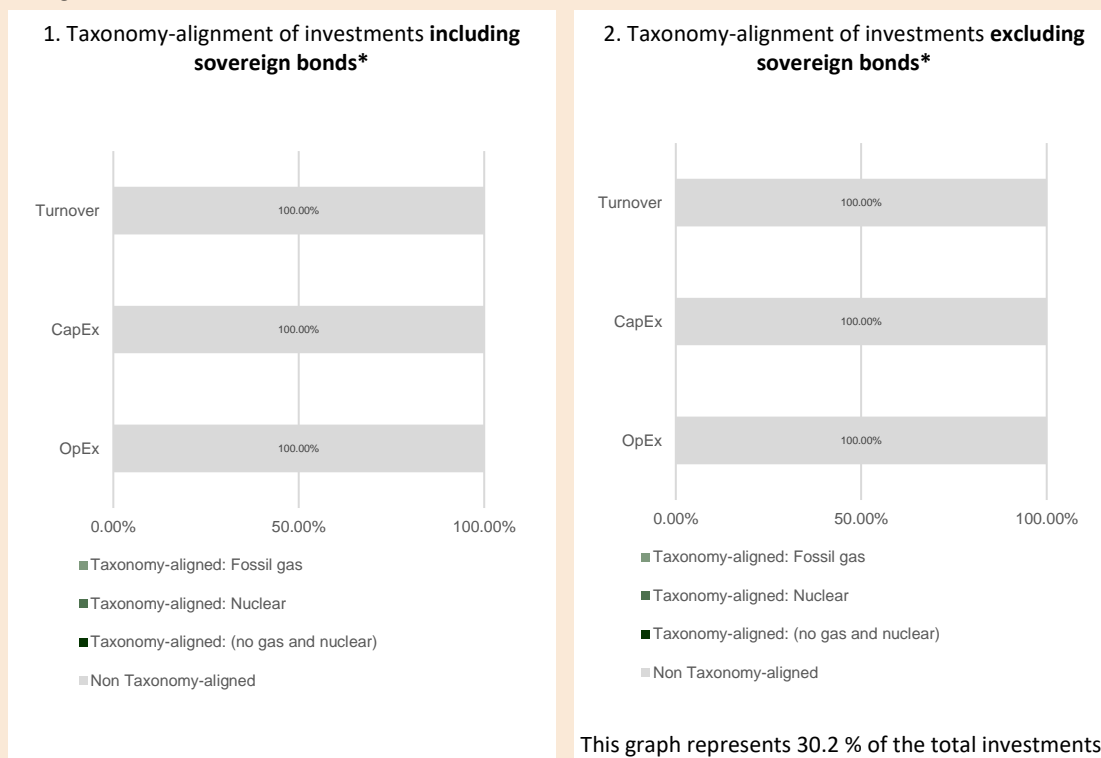 1. Taxonomy-alignment of investments including
sovereign bonds*
Turnover
100.00%
CapEx
100.00%
OpEx
100.00%
0.00% 50.00% 100.00%
Taxonomy-aligned: Fossil gas
Taxonomy-aligned: Nuclear
Taxonomy-aligned: (no gas and nuclear)
Non Taxonomy-aligned
2. Taxonomy-alignment of investments excluding
sovereign bonds*
Turnover
100.00%
CapEx
100.00%
OpEx
100.00%
0.00% 50.00% 100.00%
Taxonomy-aligned: Fossil gas
Taxonomy-aligned: Nuclear
Taxonomy-aligned: (no gas and nuclear)
Non Taxonomy-aligned
This graph represents 30.2 % of the total investments